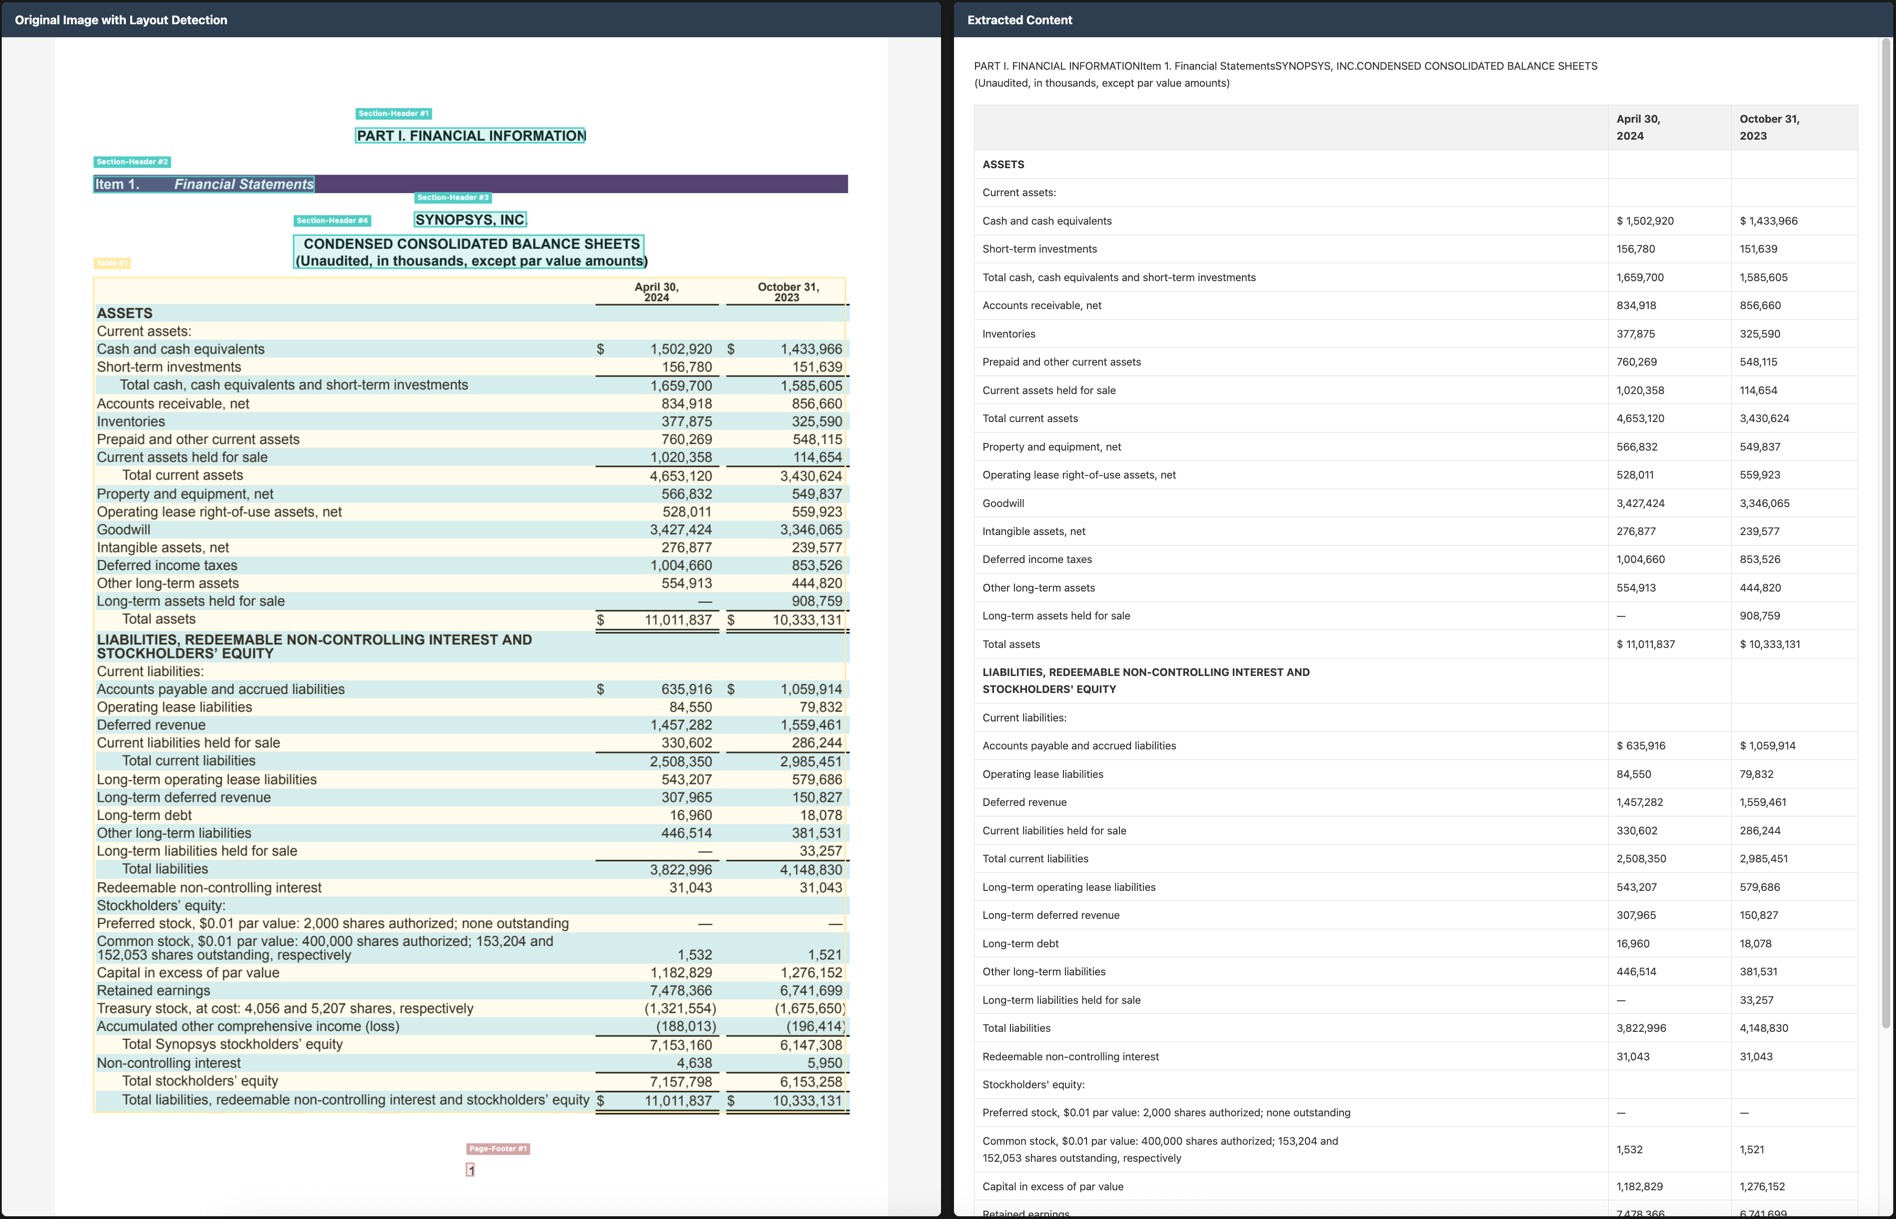 Original Image with Layout Detection
Section-Header #1
PART I. FINANCIAL INFORMATION
Section-Header #2
Item 1. Financial Statements
Section-Header #3
SYNOPSYS, INC.
Section-Header #4
CONDENSED CONSOLIDATED BALANCE SHEETS
(Unaudited, in thousands, except par value amounts)
Table #1
April 30, October 31,
2024 2023
ASSETS
Current assets:
Cash and cash equivalents $ 1,502,920 $ 1,433,966
Short-term investments 156,780 151,639
Total cash, cash equivalents and short-term investments 1,659,700 1,585,605
Accounts receivable, net 834,918 856,660
Inventories 377,875 325,590
Prepaid and other current assets 760,269 548,115
Current assets held for sale 1,020,358 114,654
Total current assets 4,653,120 3,430,624
Property and equipment, net 566,832 549,837
Operating lease right-of-use assets, net 528,011 559,923
Goodwill 3,427,424 3,346,065
Intangible assets, net 276,877 239,577
Deferred income taxes 1,004,660 853,526
Other long-term assets 554,913 444,820
Long-term assets held for sale — 908,759
Total assets $ 11,011,837 $ 10,333,131
LIABILITIES, REDEEMABLE NON-CONTROLLING INTEREST AND
STOCKHOLDERS’ EQUITY
Current liabilities:
Accounts payable and accrued liabilities $ 635,916 $ 1,059,914
Operating lease liabilities 84,550 79,832
Deferred revenue 1,457,282 1,559,461
Current liabilities held for sale 330,602 286,244
Total current liabilities 2,508,350 2,985,451
Long-term operating lease liabilities 543,207 579,686
Long-term deferred revenue 307,965 150,827
Long-term debt 16,960 18,078
Other long-term liabilities 446,514 381,531
Long-term liabilities held for sale — 33,257
Total liabilities 3,822,996 4,148,830
Redeemable non-controlling interest 31,043 31,043
Stockholders’ equity:
Preferred stock, $0.01 par value: 2,000 shares authorized; none outstanding — —
Common stock, $0.01 par value: 400,000 shares authorized; 153,204 and
152,053 shares outstanding, respectively 1,532 1,521
Capital in excess of par value 1,182,829 1,276,152
Retained earnings 7,478,366 6,741,699
Treasury stock, at cost: 4,056 and 5,207 shares, respectively (1,321,554) (1,675,650)
Accumulated other comprehensive income (loss) (188,013) (196,414)
Total Synopsys stockholders’ equity 7,153,160 6,147,308
Non-controlling interest 4,638 5,950
Total stockholders’ equity 7,157,798 6,153,258
Total liabilities, redeemable non-controlling interest and stockholders’ equity $ 11,011,837 $ 10,333,131
Page-Footer #1
1
Extracted Content
PART I. FINANCIAL INFORMATIONItem 1. Financial StatementsSYNOPSYS, INC.CONDENSED CONSOLIDATED BALANCE SHEETS
(Unaudited, in thousands, except par value amounts)
April 30, October 31,
2024 2023
ASSETS
Current assets:
Cash and cash equivalents $ 1,502,920 $ 1,433,966
Short-term investments 156,780 151,639
Total cash, cash equivalents and short-term investments 1,659,700 1,585,605
Accounts receivable, net 834,918 856,660
Inventories 377,875 325,590
Prepaid and other current assets 760,269 548,115
Current assets held for sale 1,020,358 114,654
Total current assets 4,653,120 3,430,624
Property and equipment, net 566,832 549,837
Operating lease right-of-use assets, net 528,011 559,923
Goodwill 3,427,424 3,346,065
Intangible assets, net 276,877 239,577
Deferred income taxes 1,004,660 853,526
Other long-term assets 554,913 444,820
Long-term assets held for sale — 908,759
Total assets $ 11,011,837 $ 10,333,131
LIABILITIES, REDEEMABLE NON-CONTROLLING INTEREST AND
STOCKHOLDERS' EQUITY
Current liabilities:
Accounts payable and accrued liabilities $ 635,916 $ 1,059,914
Operating lease liabilities 84,550 79,832
Deferred revenue 1,457,282 1,559,461
Current liabilities held for sale 330,602 286,244
Total current liabilities 2,508,350 2,985,451
Long-term operating lease liabilities 543,207 579,686
Long-term deferred revenue 307,965 150,827
Long-term debt 16,960 18,078
Other long-term liabilities 446,514 381,531
Long-term liabilities held for sale — 33,257
Total liabilities 3,822,996 4,148,830
Redeemable non-controlling interest 31,043 31,043
Stockholders' equity:
Preferred stock, $0.01 par value: 2,000 shares authorized; none outstanding — —
Common stock, $0.01 par value: 400,000 shares authorized; 153,204 and
152,053 shares outstanding, respectively 1,532 1,521
Capital in excess of par value 1,182,829 1,276,152
Retained earnings 7,478,366 6,741,699